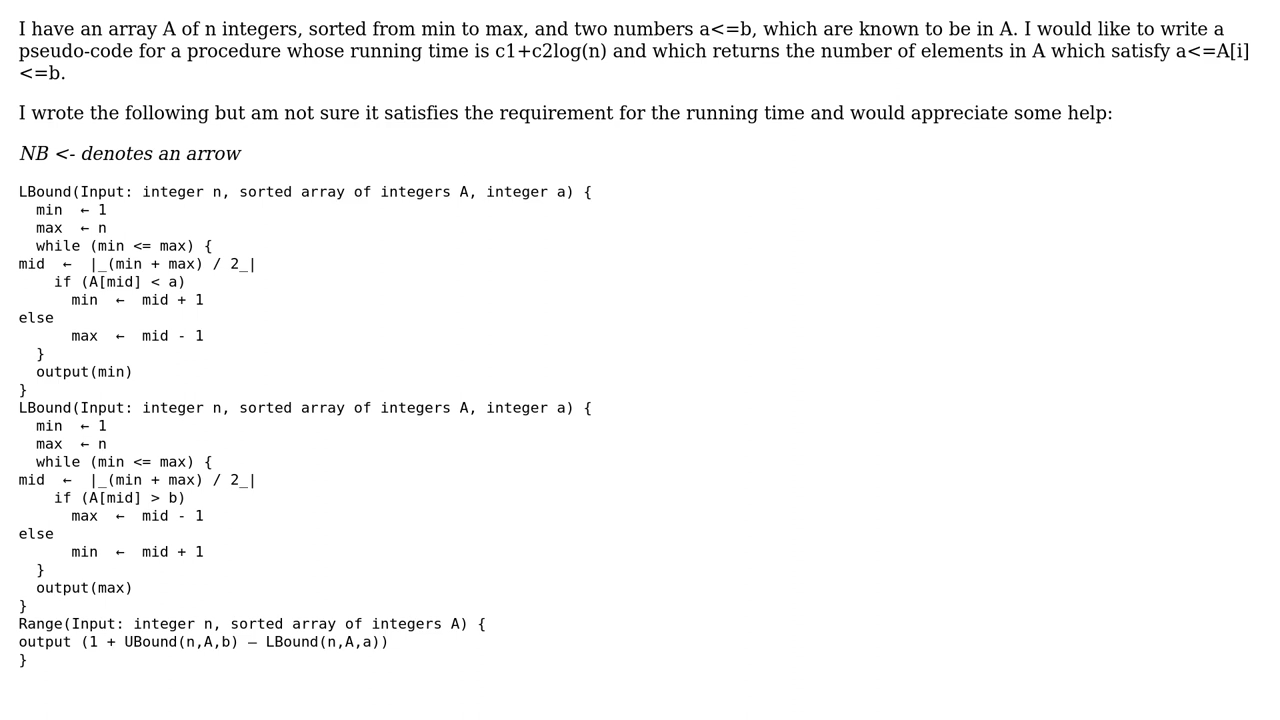 I have an array A of n integers, sorted from min to max, and two numbers a<=b, which are known to be in A. I would like to write a
pseudo-code for a procedure whose running time is c1+c2log(n) and which returns the number of elements in A which satisfy a<=A[i]
<=b.
I wrote the following but am not sure it satisfies the requirement for the running time and would appreciate some help:
NB <- denotes an arrow
LBound(Input: integer n, sorted array of integers A, integer a) {
  min  ← 1
  max  ← n
  while (min <= max) {
mid  ←  |_(min + max) / 2_|
    if (A[mid] < a)
      min  ←  mid + 1
else
      max  ←  mid - 1
  }
  output(min)
}
LBound(Input: integer n, sorted array of integers A, integer a) {
  min  ← 1
  max  ← n
  while (min <= max) {
mid  ←  |_(min + max) / 2_|
    if (A[mid] > b)
      max  ←  mid - 1
else
      min  ←  mid + 1
  }
  output(max)
}
Range(Input: integer n, sorted array of integers A) {
output (1 + UBound(n,A,b) – LBound(n,A,a))
}